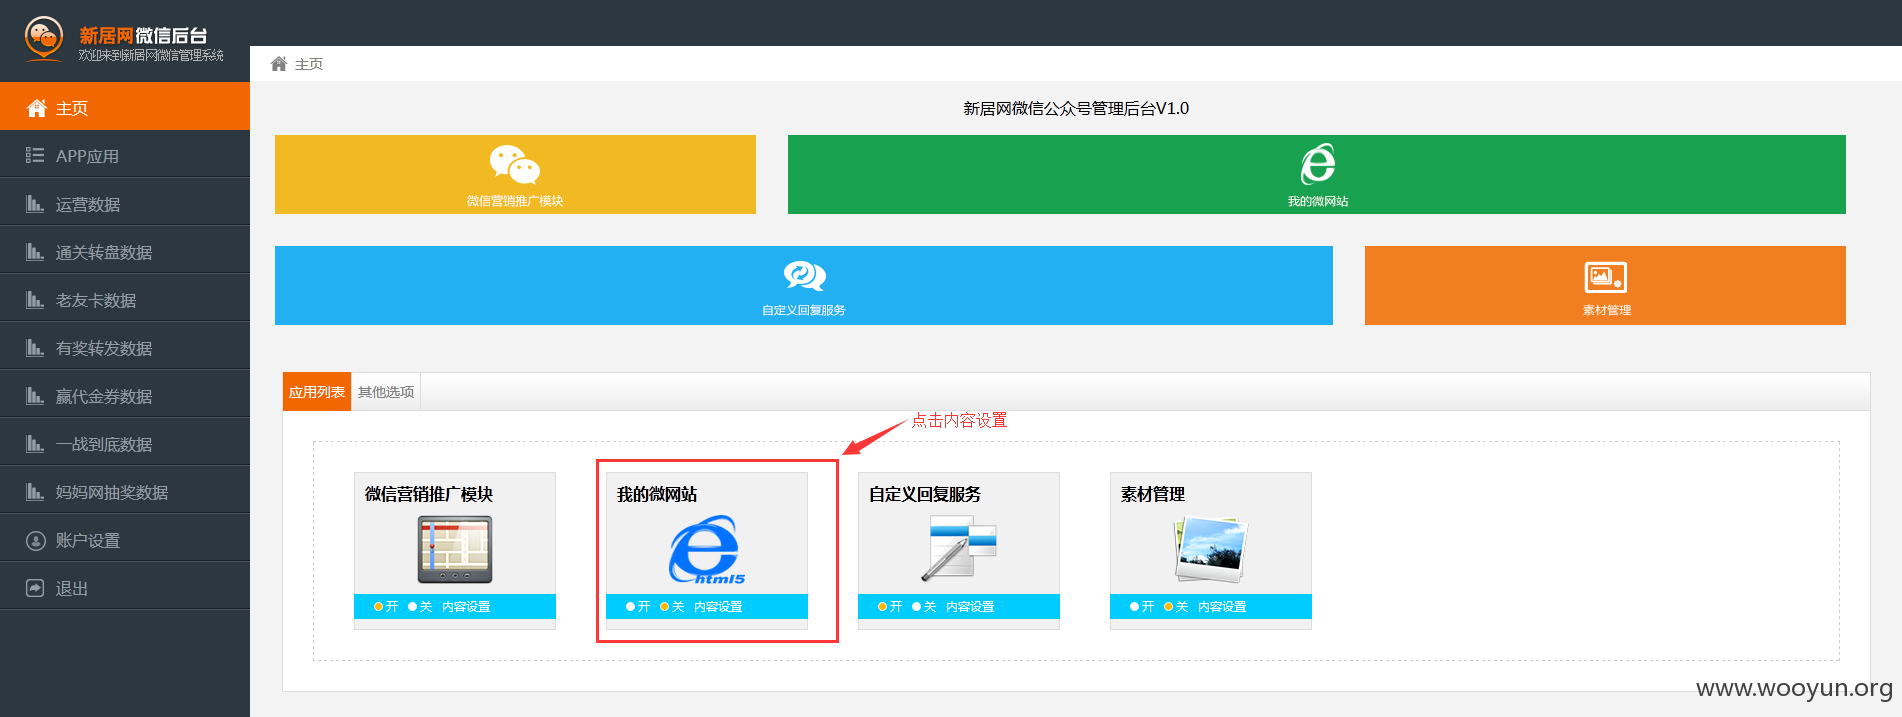 新居网微信后台
欢迎来到新居网微信管理系统
主页
APP应用
运营数据
通关转盘数据
老友卡数据
有奖转发数据
赢代金券数据
一战到底数据
妈妈网抽奖数据
账户设置
退出
主页
新居网微信公众号管理后台V1.0
微信营销推广模块
我的微网站
自定义回复服务
素材管理
应用列表 其他选项
点击内容设置
微信营销推广模块
开 关 内容设置
我的微网站
html5
开 关 内容设置
自定义回复服务
开 关 内容设置
素材管理
开 关 内容设置
www.wooyun.org